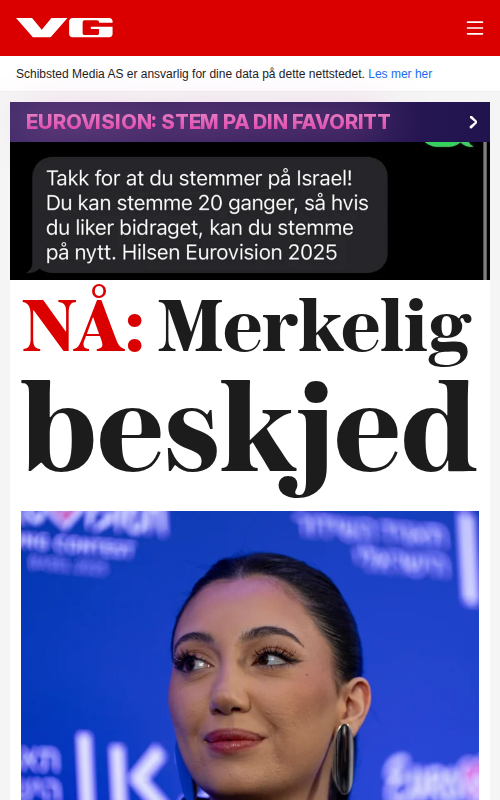 VG
Schibsted Media AS er ansvarlig for dine data på dette nettstedet. Les mer her
EUROVISION: STEM PA DIN FAVORITT
Takk for at du stemmer på Israel!
Du kan stemme 20 ganger, så hvis
du liker bidraget, kan du stemme
på nytt. Hilsen Eurovision 2025
NÅ: Merkelig
beskjed